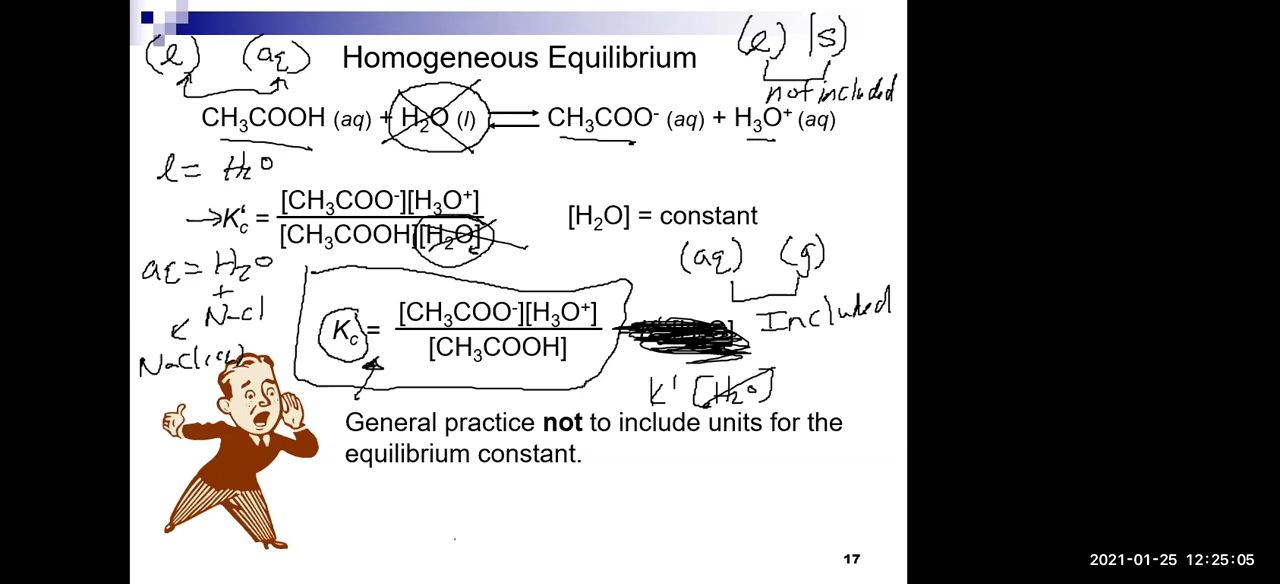 (l) (aq) Homogeneous Equilibrium (l) (s)
not included
CH₃COOH (aq) + H₂O (l) ⇌ CH₃COO⁻ (aq) + H₃O⁺ (aq)
l = H₂O
→ K'c = [CH₃COO⁻][H₃O⁺] / [CH₃COOH][H₂O] [H₂O] = constant
(aq) (g)
aq = H₂O
+
NaCl
Included
Kc = [CH₃COO⁻][H₃O⁺] / [CH₃COOH]
NaCl(aq)
K' [H₂O]
General practice not to include units for the
equilibrium constant.
17
2021-01-25 12:25:05